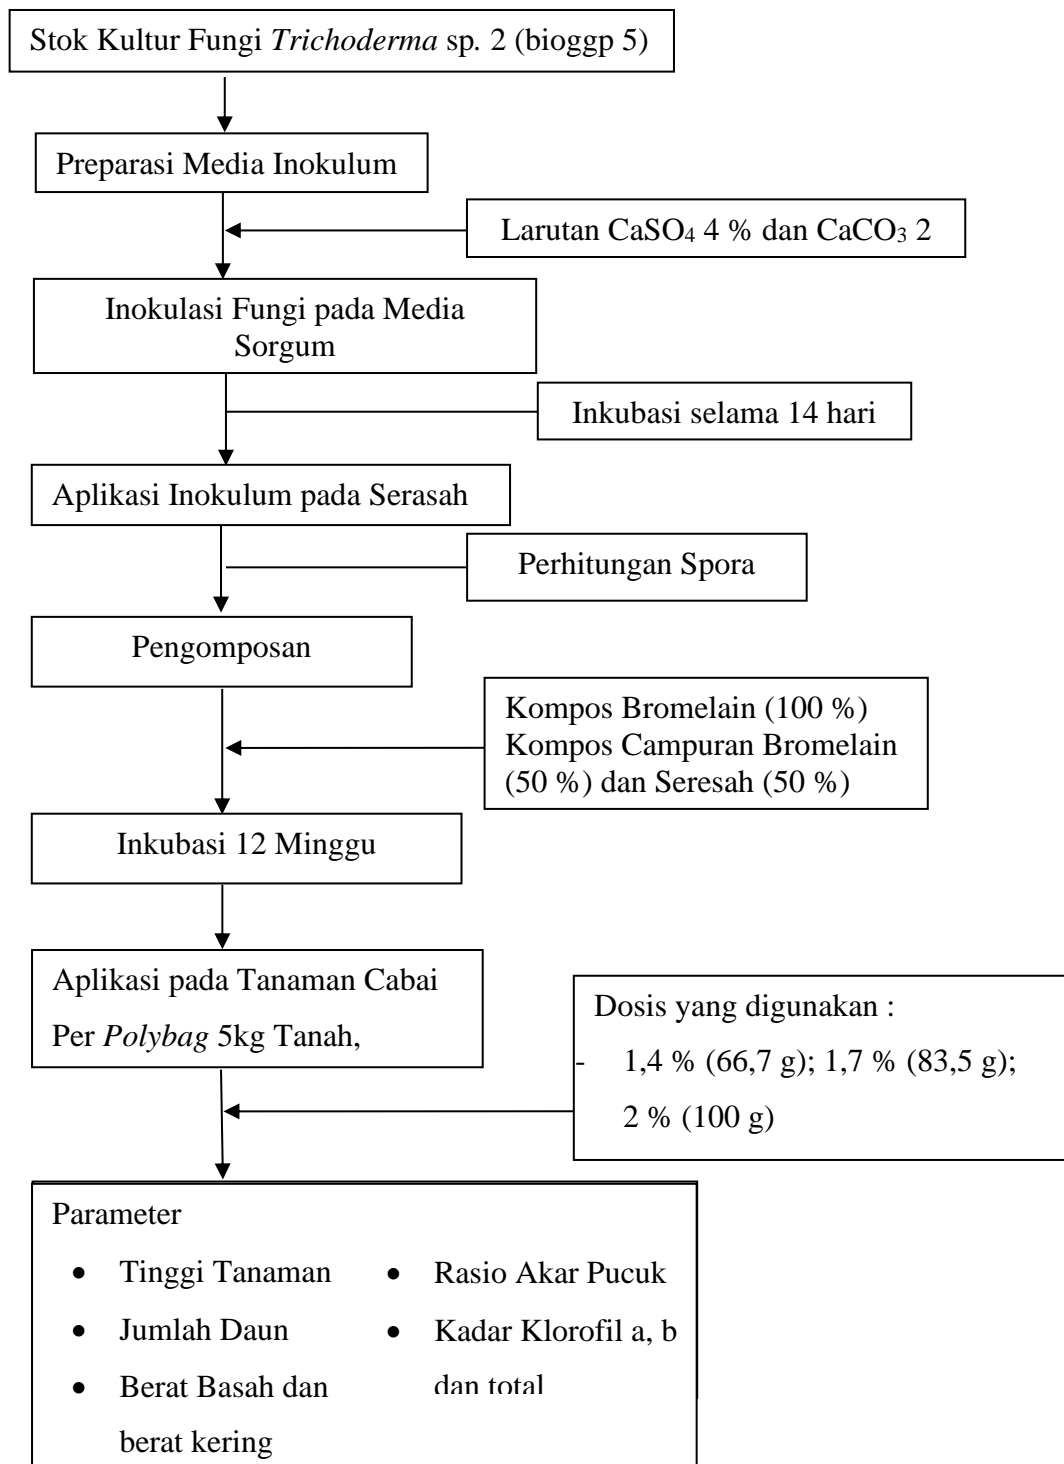 Stok Kultur Fungi Trichoderma sp. 2 (bioggp 5)
Preparasi Media Inokulum
Larutan CaSO₄ 4 % dan CaCO₃ 2
Inokulasi Fungi pada Media
Sorgum
Inkubasi selama 14 hari
Aplikasi Inokulum pada Serasah
Perhitungan Spora
Pengomposan
Kompos Bromelain (100 %)
Kompos Campuran Bromelain
(50 %) dan Seresah (50 %)
Inkubasi 12 Minggu
Aplikasi pada Tanaman Cabai
Per Polybag 5kg Tanah,
Dosis yang digunakan :
- 1,4 % (66,7 g); 1,7 % (83,5 g);
2 % (100 g)
Parameter
• Tinggi Tanaman
• Jumlah Daun
• Berat Basah dan
berat kering
• Rasio Akar Pucuk
• Kadar Klorofil a, b
dan total